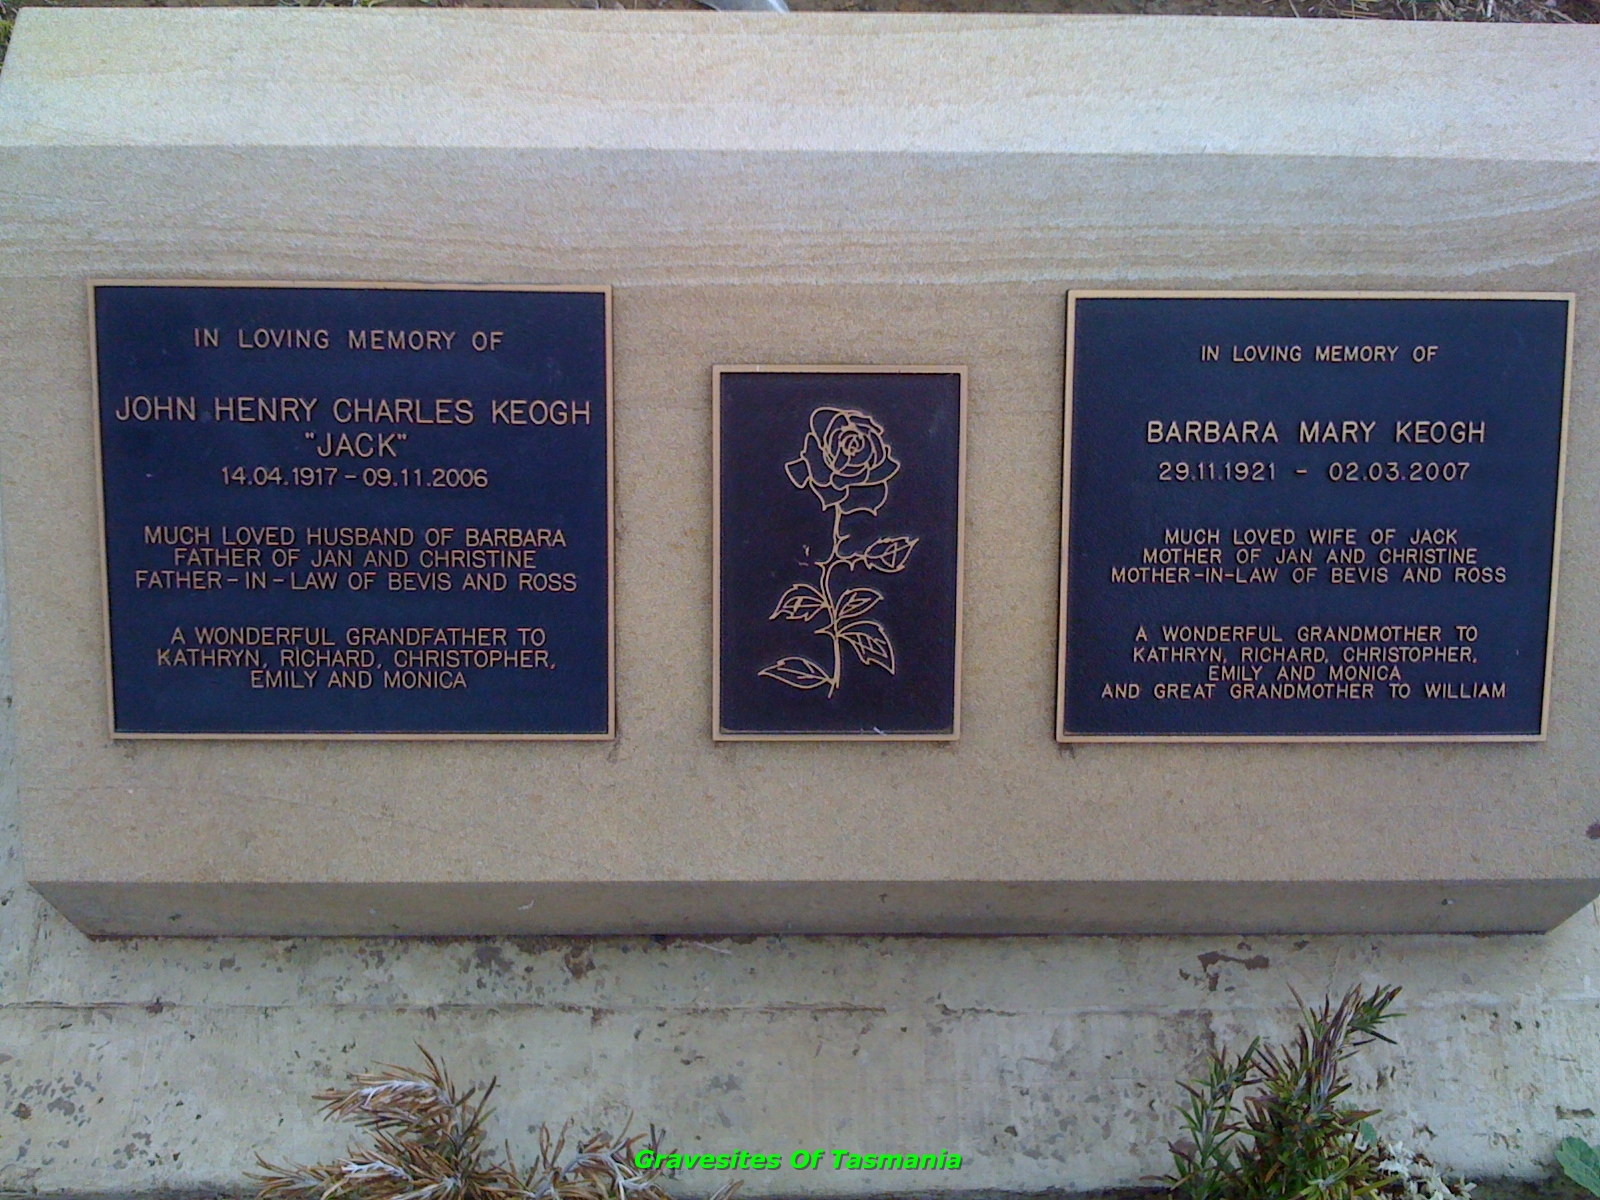 IN LOVING MEMORY OF
JOHN HENRY CHARLES KEOGH
"JACK"
14.04.1917 - 09.11.2006
MUCH LOVED HUSBAND OF BARBARA
FATHER OF JAN AND CHRISTINE
FATHER-IN-LAW OF BEVIS AND ROSS
A WONDERFUL GRANDFATHER TO
KATHRYN, RICHARD, CHRISTOPHER,
EMILY AND MONICA
IN LOVING MEMORY OF
BARBARA MARY KEOGH
29.11.1921 - 02.03.2007
MUCH LOVED WIFE OF JACK
MOTHER OF JAN AND CHRISTINE
MOTHER-IN-LAW OF BEVIS AND ROSS
A WONDERFUL GRANDMOTHER TO
KATHRYN, RICHARD, CHRISTOPHER,
EMILY AND MONICA
AND GREAT GRANDMOTHER TO WILLIAM
Gravesites Of Tasmania